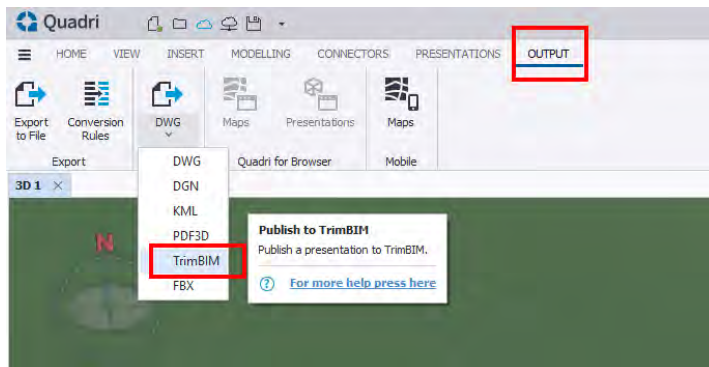 Quadri
HOME VIEW INSERT MODELLING CONNECTORS PRESENTATIONS OUTPUT
Export to File
Conversion Rules
DWG
Maps
Presentations
Maps
Export
Quadri for Browser
Mobile
3D 1
DWG
DGN
KML
PDF3D
TrimBIM
FBX
Publish to TrimBIM
Publish a presentation to TrimBIM.
For more help press here
N